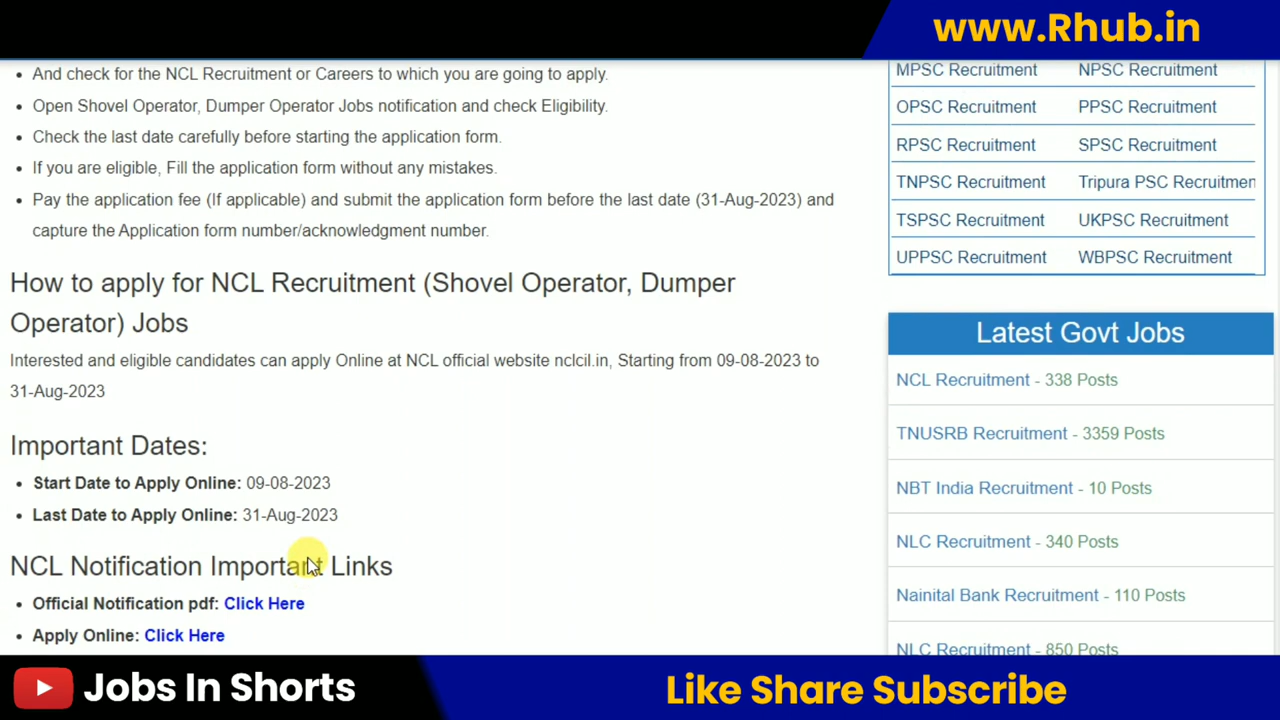 www.Rhub.in
And check for the NCL Recruitment or Careers to which you are going to apply.
Open Shovel Operator, Dumper Operator Jobs notification and check Eligibility.
Check the last date carefully before starting the application form.
If you are eligible, Fill the application form without any mistakes.
Pay the application fee (If applicable) and submit the application form before the last date (31-Aug-2023) and
capture the Application form number/acknowledgment number.
How to apply for NCL Recruitment (Shovel Operator, Dumper
Operator) Jobs
Interested and eligible candidates can apply Online at NCL official website nclcil.in, Starting from 09-08-2023 to
31-Aug-2023
Important Dates:
Start Date to Apply Online: 09-08-2023
Last Date to Apply Online: 31-Aug-2023
NCL Notification Important Links
Official Notification pdf: Click Here
Apply Online: Click Here
MPSC Recruitment NPSC Recruitment
OPSC Recruitment PPSC Recruitment
RPSC Recruitment SPSC Recruitment
TNPSC Recruitment Tripura PSC Recruitmen
TSPSC Recruitment UKPSC Recruitment
UPPSC Recruitment WBPSC Recruitment
Latest Govt Jobs
NCL Recruitment - 338 Posts
TNUSRB Recruitment - 3359 Posts
NBT India Recruitment - 10 Posts
NLC Recruitment - 340 Posts
Nainital Bank Recruitment - 110 Posts
NLC Recruitment - 850 Posts
Jobs In Shorts
Like Share Subscribe